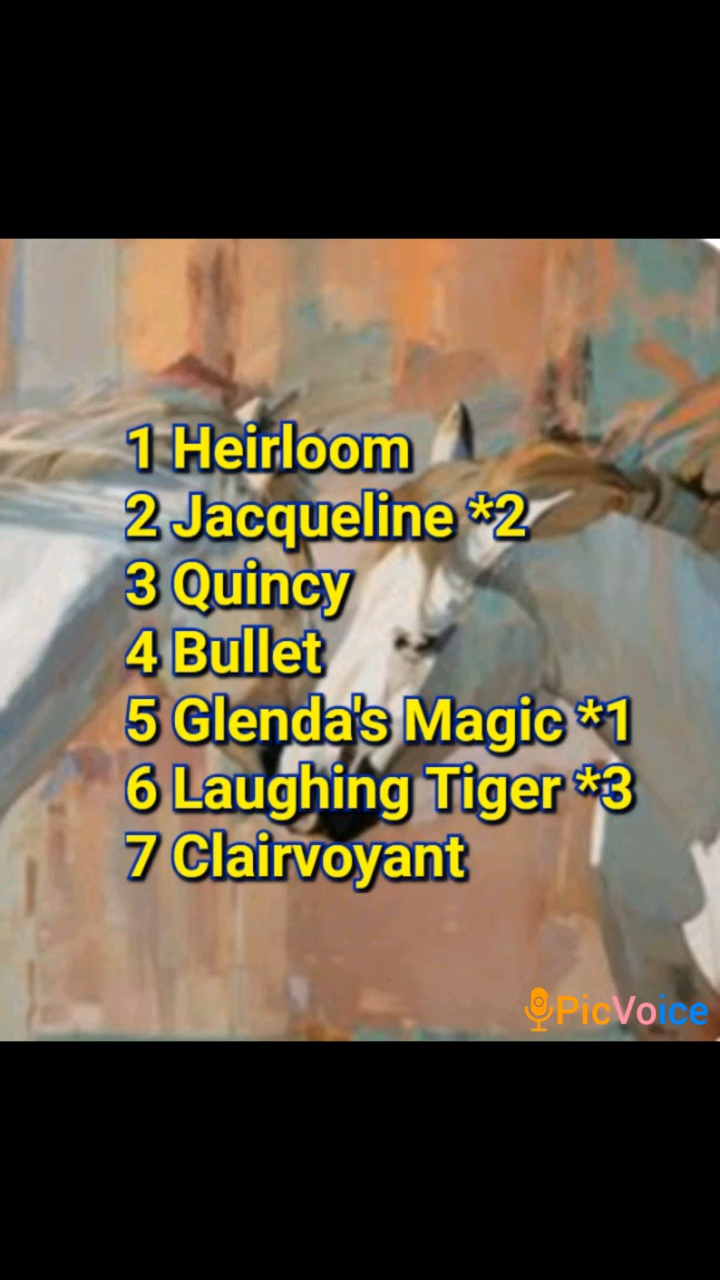 1 Heirloom
2 Jacqueline *2
3 Quincy
4 Bullet
5 Glenda's Magic *1
6 Laughing Tiger *3
7 Clairvoyant
PicVoice